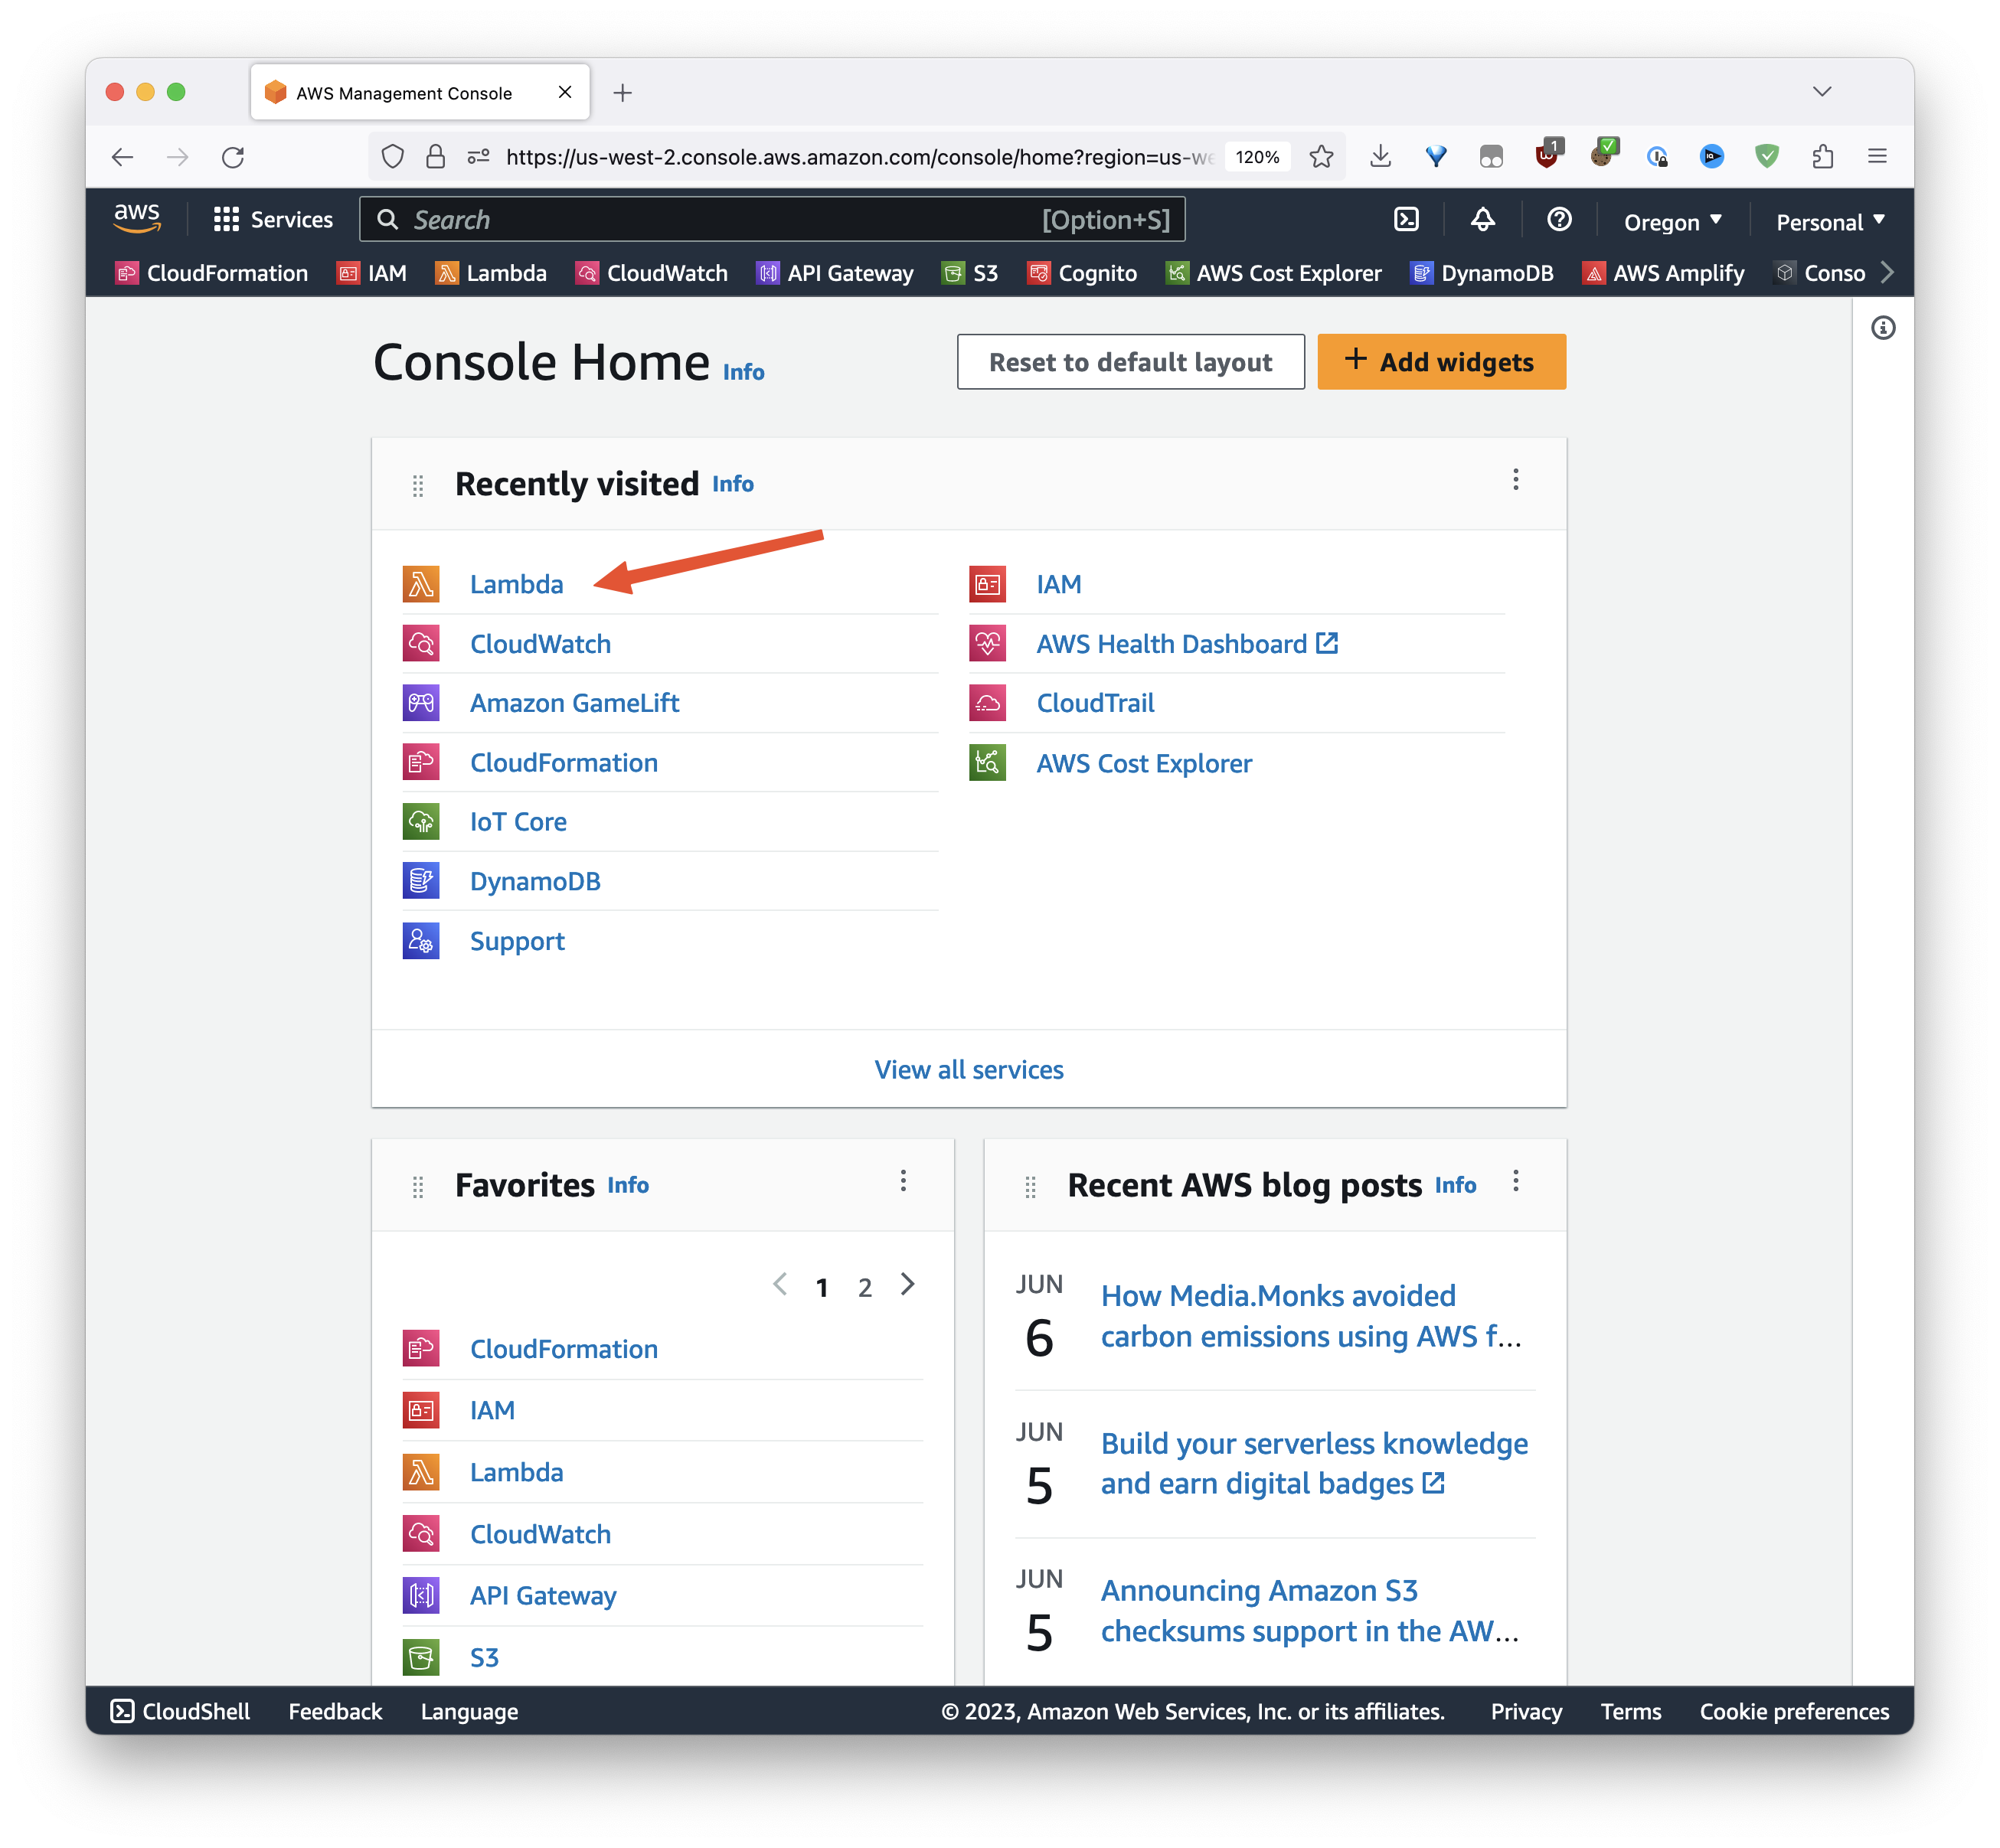 AWS Management Console
https://us-west-2.console.aws.amazon.com/console/home?region=us-we
120%
1
aws
Services
Search
[Option+S]
Oregon
Personal
CloudFormation
IAM
Lambda
CloudWatch
API Gateway
S3
Cognito
AWS Cost Explorer
DynamoDB
AWS Amplify
Conso
Console Home Info
Reset to default layout
+ Add widgets
Recently visited Info
Lambda
CloudWatch
Amazon GameLift
CloudFormation
IoT Core
DynamoDB
Support
IAM
AWS Health Dashboard
CloudTrail
AWS Cost Explorer
View all services
Favorites Info
1 2
CloudFormation
IAM
Lambda
CloudWatch
API Gateway
S3
Recent AWS blog posts Info
JUN
6
How Media.Monks avoided
carbon emissions using AWS f...
JUN
5
Build your serverless knowledge
and earn digital badges
JUN
5
Announcing Amazon S3
checksums support in the AW...
CloudShell
Feedback
Language
© 2023, Amazon Web Services, Inc. or its affiliates.
Privacy
Terms
Cookie preferences